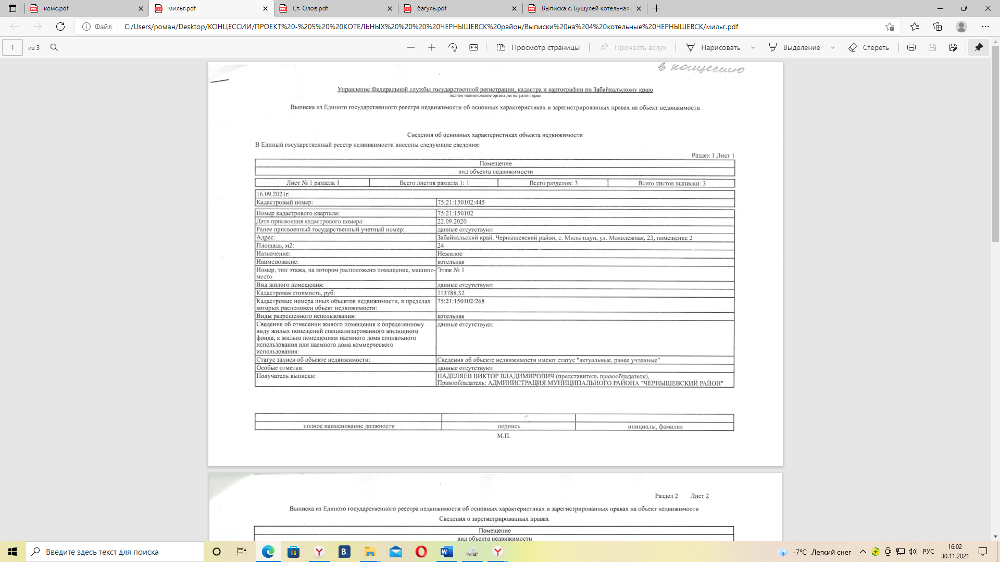 комс.pdf
мильг.pdf
Ст. Олов.pdf
багуль.pdf
Выписка с. Бушулей котельная.
Файл
C:/Users/роман/Desktop/КОНЦЕССИИ/ПРОЕКТ%20-%205%20%20КОТЕЛЬНЫХ%20%20%20%20ЧЕРНЫШЕВСК%20район/Выписки%20на%204%20котельные%20ЧЕРНЫШЕВСК/мильг.pdf
1 из 3
Просмотр страницы
Прочесть вслух
Нарисовать
Выделение
Стереть
в концессию
Управление Федеральной службы государственной регистрации, кадастра и картографии по Забайкальскому краю
полное наименование органа регистрации прав
Выписка из Единого государственного реестра недвижимости об основных характеристиках и зарегистрированных правах на объект недвижимости
Сведения об основных характеристиках объекта недвижимости
В Единый государственный реестр недвижимости внесены следующие сведения:
Раздел 1 Лист 1
Помещение
вид объекта недвижимости
Лист № 1 раздела 1 Всего листов раздела 1: 1 Всего разделов: 3 Всего листов выписки: 3
16.09.2021г.
Кадастровый номер: 75:21:150102:445
Номер кадастрового квартала: 75:21:150102
Дата присвоения кадастрового номера: 22.09.2020
Ранее присвоенный государственный учетный номер: данные отсутствуют
Адрес: Забайкальский край, Чернышевский район, с. Мильгидун, ул. Молодежная, 23, помещение 2
Площадь, м2: 24
Назначение: Нежилое
Наименование: котельная
Номер, тип этажа, на котором расположено помещение, машино- Этаж № 1
место
Вид жилого помещения: данные отсутствуют
Кадастровая стоимость, руб: 113788.32
Кадастровые номера иных объектов недвижимости, в пределах 75:21:150102:268
которых расположен объект недвижимости:
Виды разрешенного использования: котельная
Сведения об отнесении жилого помещения к определенному данные отсутствуют
виду жилых помещений специализированного жилищного
фонда, к жилым помещениям наемного дома социального
использования или наемного дома коммерческого
использования:
Статус записи об объекте недвижимости: Сведения об объекте недвижимости имеют статус "актуальные, ранее учтенные"
Особые отметки: данные отсутствуют
Получатель выписки: НАДЕЛЯЕВ ВИКТОР ВЛАДИМИРОВИЧ (представитель правообладателя),
Правообладатель: АДМИНИСТРАЦИЯ МУНИЦИПАЛЬНОГО РАЙОНА "ЧЕРНЫШЕВСКИЙ РАЙОН"
полное наименование должности подпись инициалы, фамилия
М.П.
Раздел 2 Лист 2
Выписка из Единого государственного реестра недвижимости об основных характеристиках и зарегистрированных правах на объект недвижимости
Сведения о зарегистрированных правах
Помещение
вид объекта недвижимости
Введите здесь текст для поиска
-7°C Легкий снег
РУС
16:02
30.11.2021